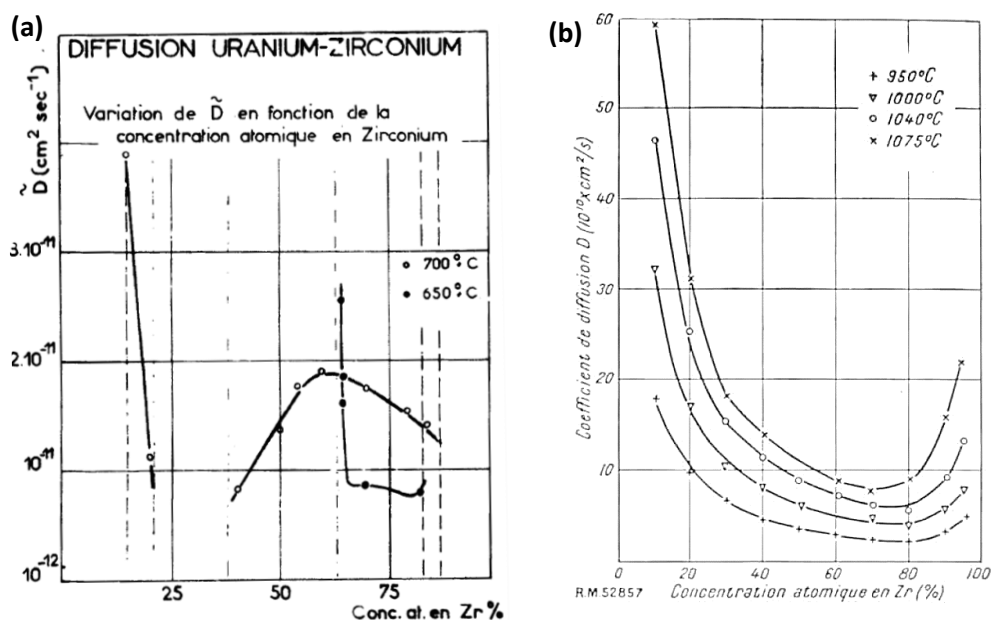 (a)
DIFFUSION URANIUM-ZIRCONIUM
Variation de D̃ en fonction de la
concentration atomique en Zirconium
D̃ (cm² sec⁻¹)
3.10⁻¹¹
2.10⁻¹¹
10⁻¹¹
10⁻¹²
○ 700°C
● 650°C
25
50
75
Conc. at. en Zr %
(b)
60
50
40
30
20
10
Coefficient de diffusion D (10¹⁰ x cm²/s)
+ 950°C
▽ 1000°C
○ 1040°C
× 1075°C
0
20
40
60
80
100
R.M.52857
Concentration atomique en Zr (%)